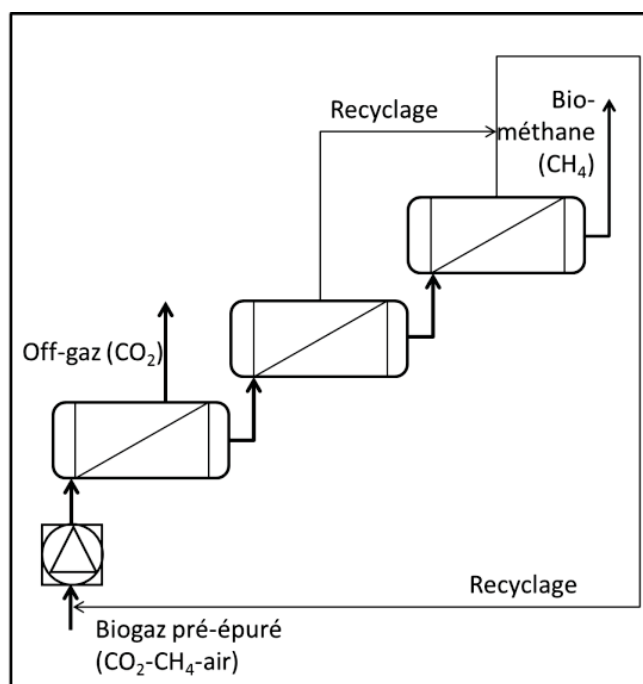 Recyclage
Bio-
méthane
(CH₄)
Off-gaz (CO₂)
Recyclage
Biogaz pré-épuré
(CO₂-CH₄-air)